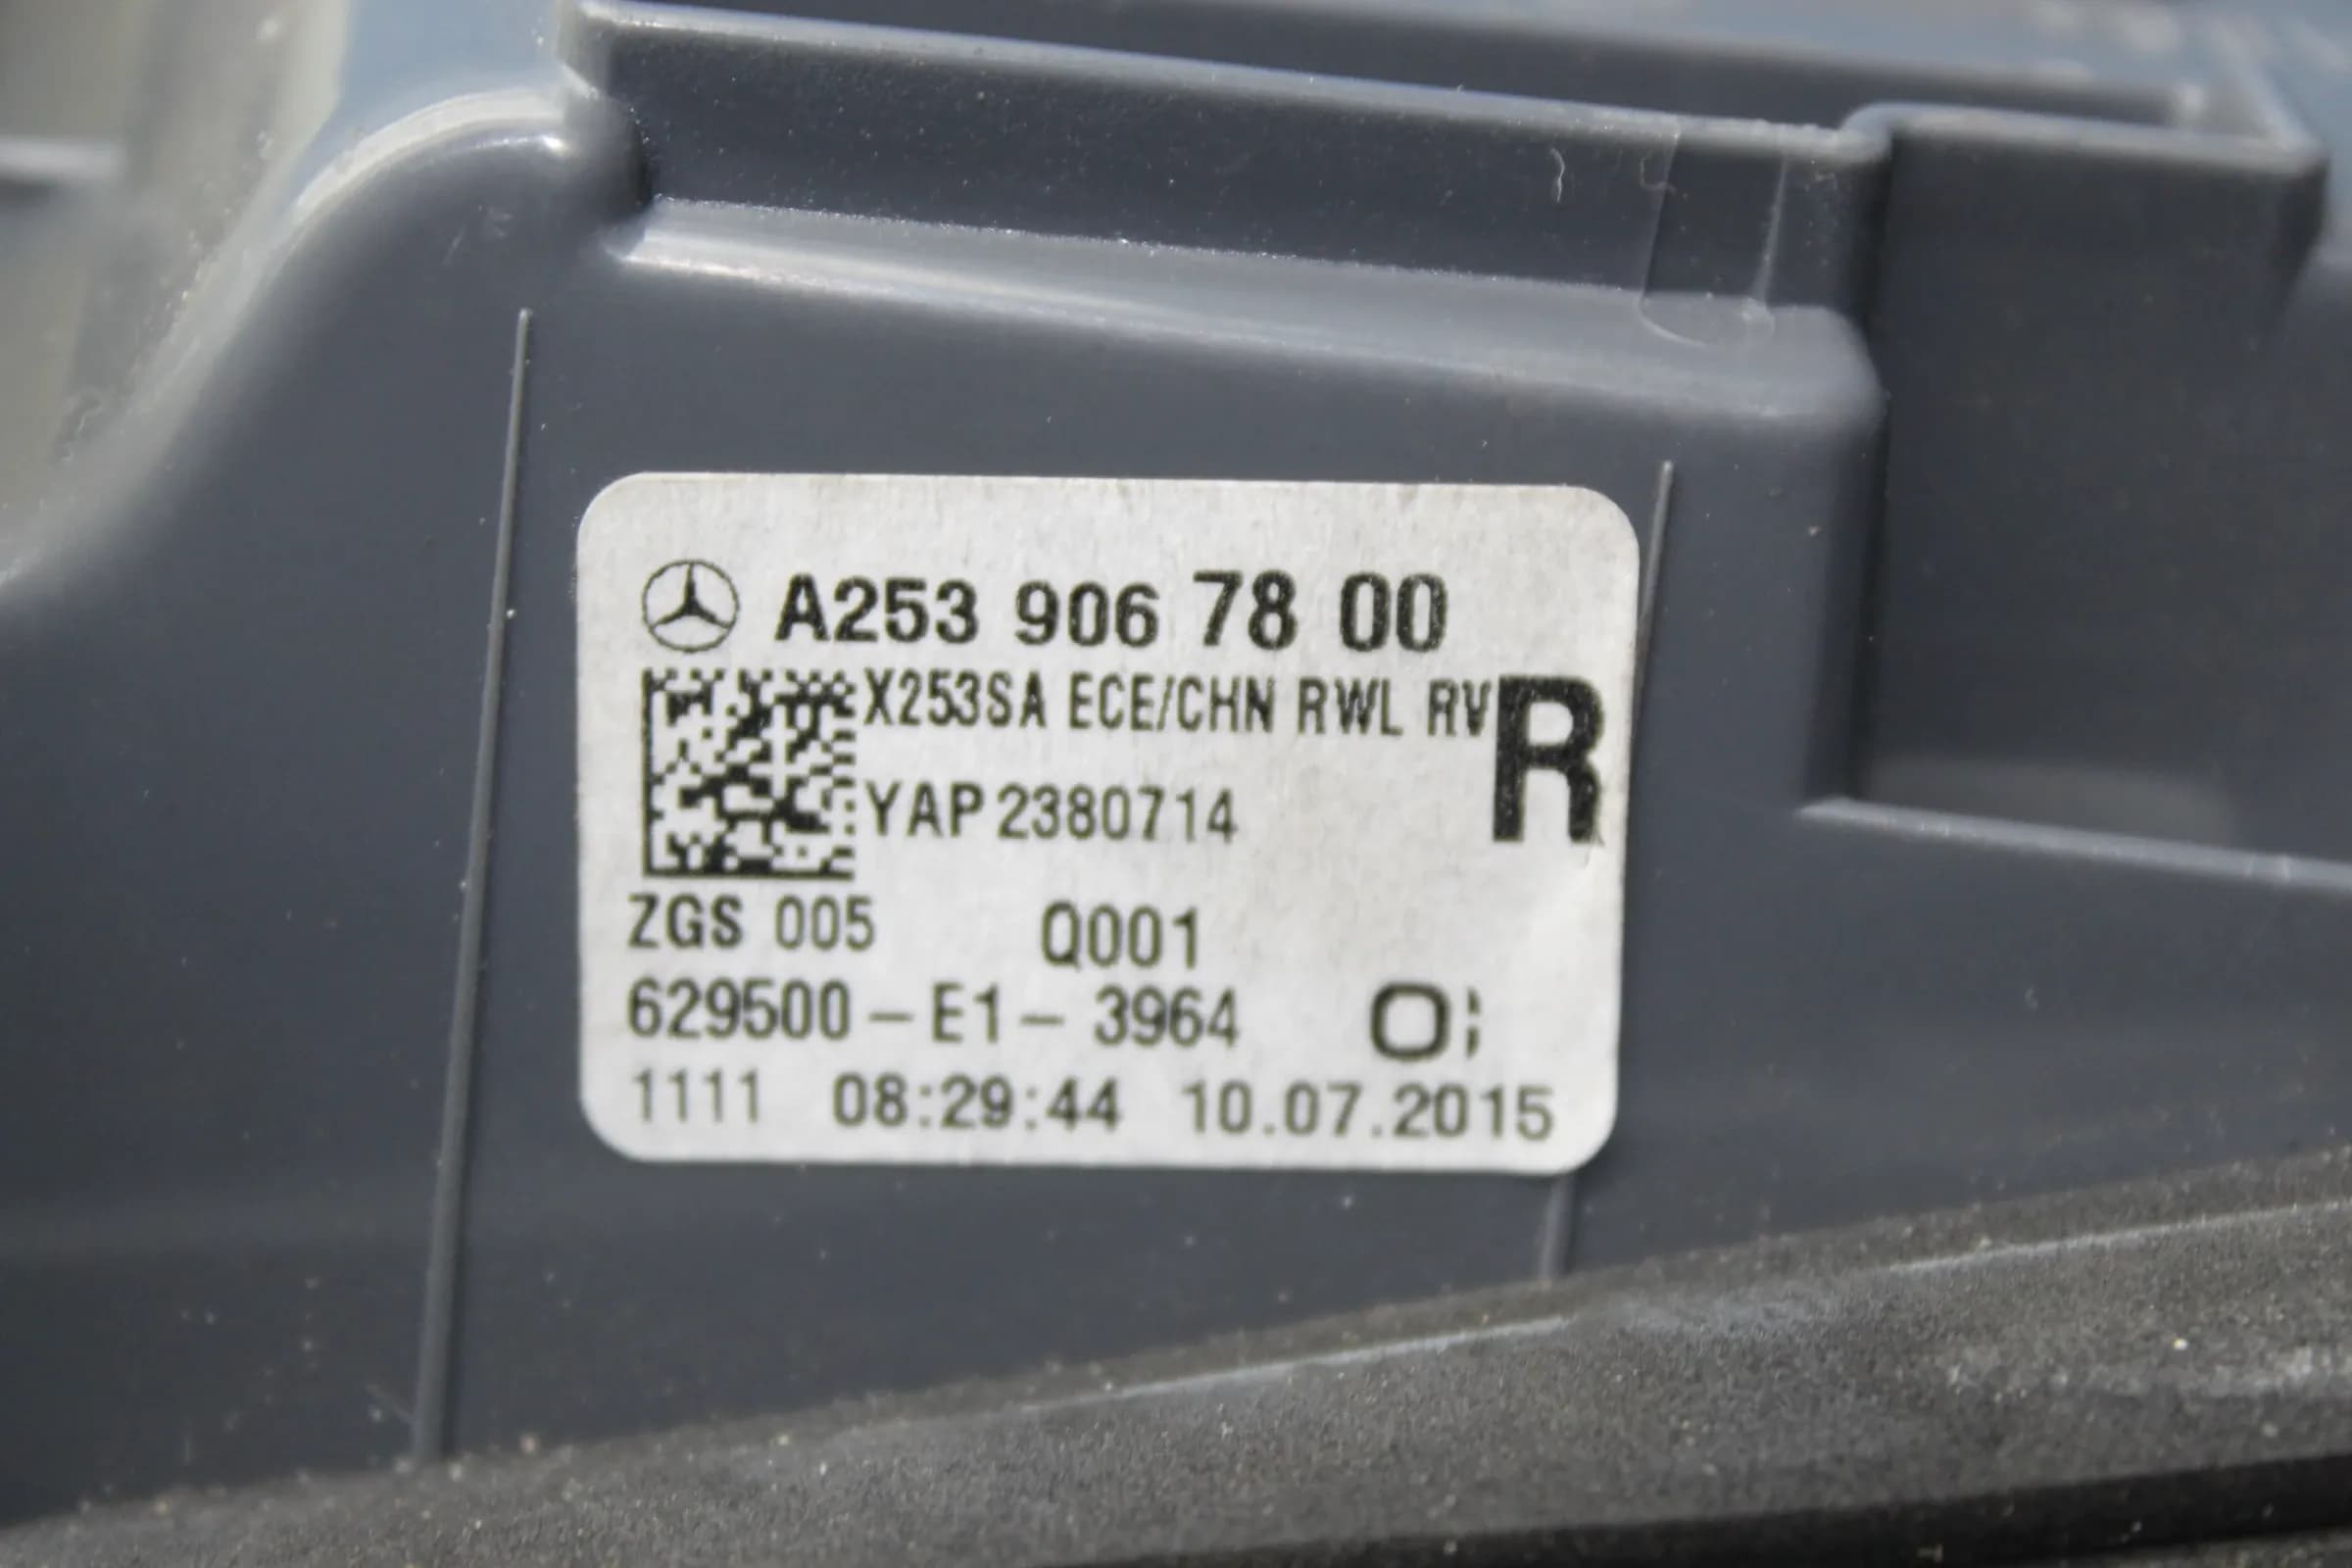 A253 906 78 00
X253SA ECE/CHN RWL RV
R
YAP 2380714
ZGS 005 Q001
629500-E1-3964 O
1111 08:29:44 10.07.2015